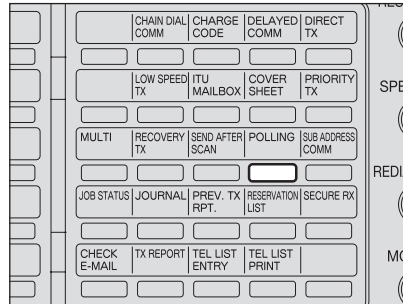 CHAIN DIAL COMM
CHARGE CODE
DELAYED COMM
DIRECT TX
LOW SPEED TX
ITU MAILBOX
COVER SHEET
PRIORITY TX
MULTI
RECOVERY TX
SEND AFTER SCAN
POLLING
SUB ADDRESS COMM
JOB STATUS
JOURNAL
PREV. TX RPT.
RESERVATION LIST
SECURE RX
CHECK E-MAIL
TX REPORT
TEL LIST ENTRY
TEL LIST PRINT
SPE
REDI
MO